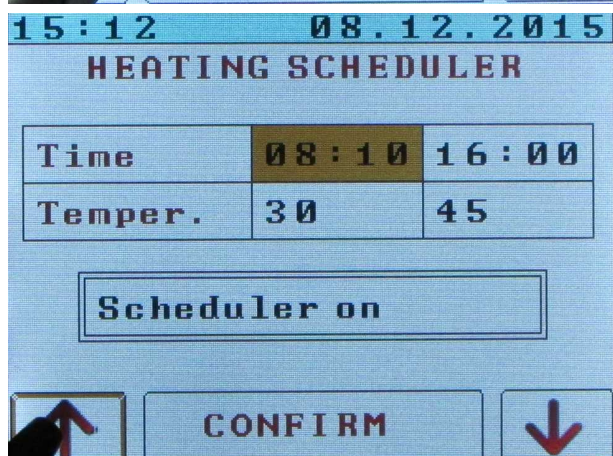 15:12 08.12.2015
HEATING SCHEDULER
Time 08:10 16:00
Temper. 30 45
Scheduler on
CONFIRM